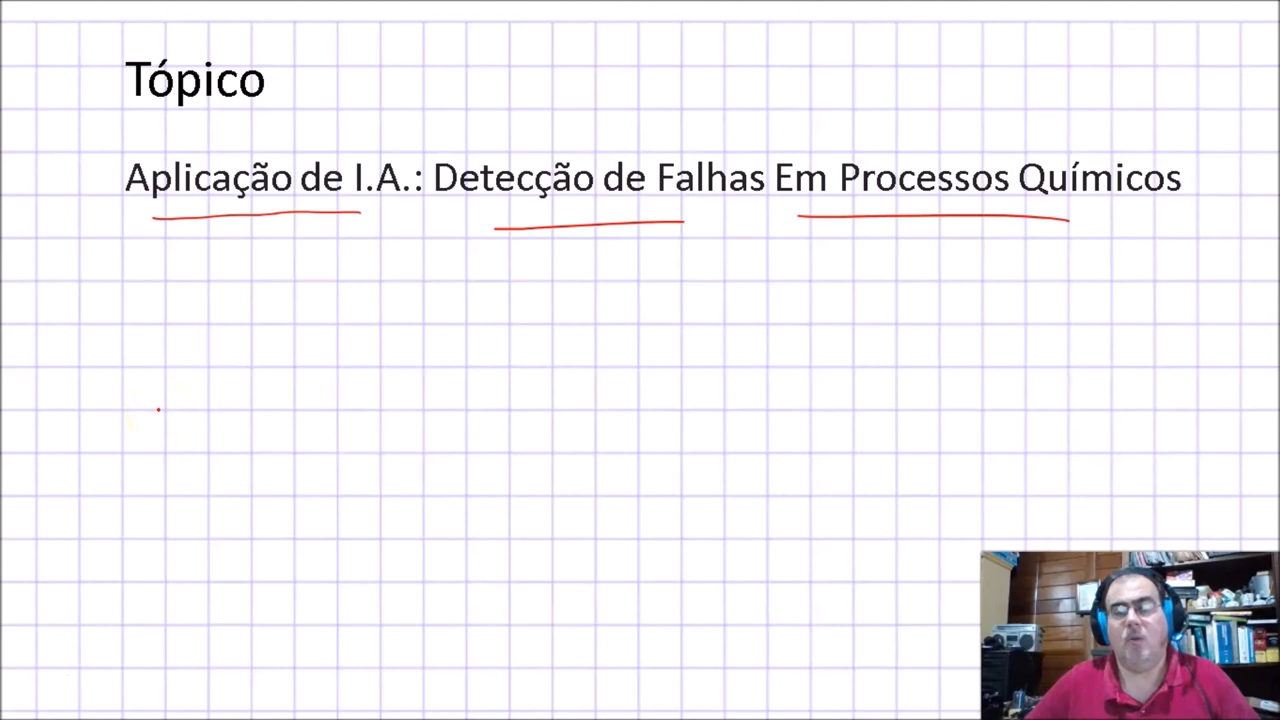 Tópico
Aplicação de I.A.: Detecção de Falhas Em Processos Químicos